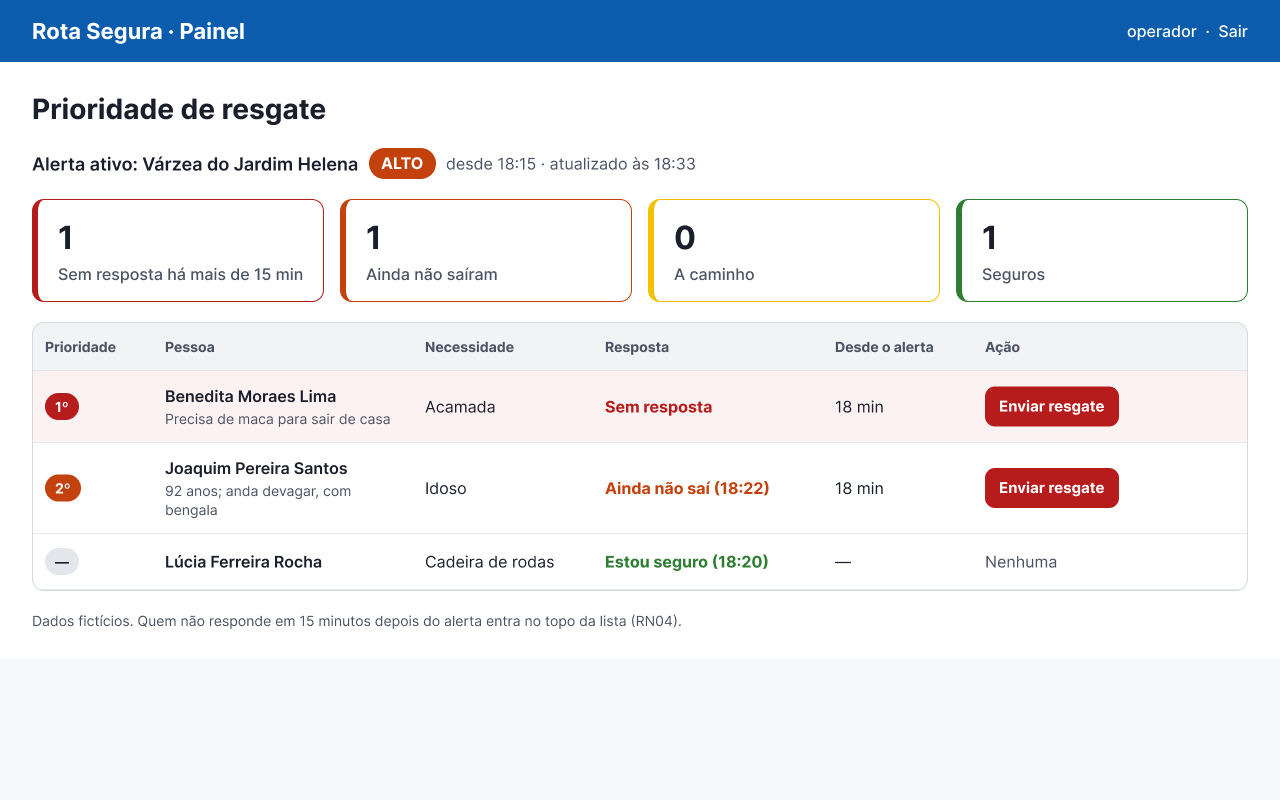 Rota Segura · Painel
operador · Sair
Prioridade de resgate
Alerta ativo: Várzea do Jardim Helena ALTO desde 18:15 · atualizado às 18:33
1
Sem resposta há mais de 15 min
1
Ainda não saíram
0
A caminho
1
Seguros
Prioridade Pessoa Necessidade Resposta Desde o alerta Ação
1º Benedita Moraes Lima Acamada Sem resposta 18 min Enviar resgate
Precisa de maca para sair de casa
2º Joaquim Pereira Santos Idoso Ainda não saí (18:22) 18 min Enviar resgate
92 anos; anda devagar, com
bengala
— Lúcia Ferreira Rocha Cadeira de rodas Estou seguro (18:20) — Nenhuma
Dados fictícios. Quem não responde em 15 minutos depois do alerta entra no topo da lista (RN04).